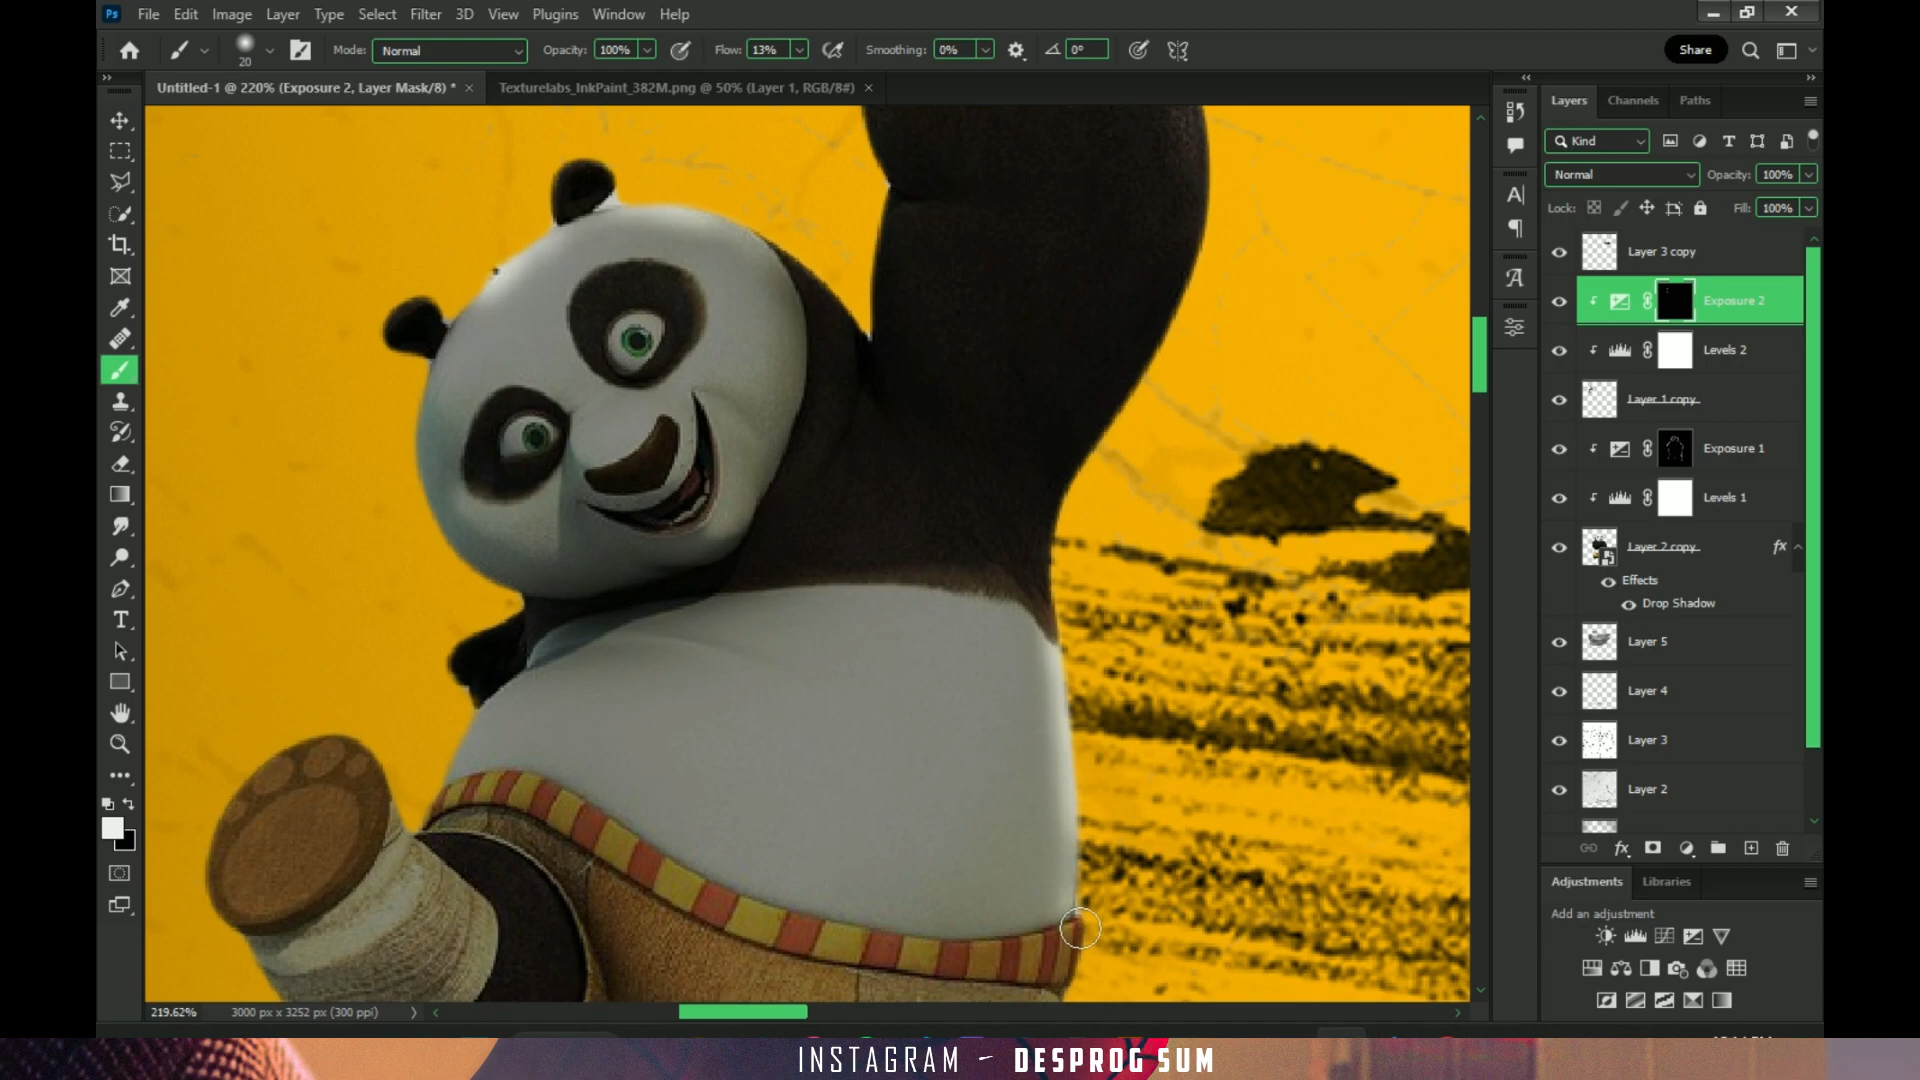 Ps File Edit Image Layer Type Select Filter 3D View Plugins Window Help
20 Mode: Normal Opacity: 100% Flow: 13% Smoothing: 0% 0° Share
Untitled-1 @ 220% (Exposure 2, Layer Mask/8) * × Texturelabs_InkPaint_382M.png @ 50% (Layer 1, RGB/8#) ×
Layers Channels Paths
Kind
Normal Opacity: 100%
Lock: Fill: 100%
Layer 3 copy
Exposure 2
Levels 2
Layer 1 copy
Exposure 1
Levels 1
Layer 2 copy fx
Effects
Drop Shadow
Layer 5
Layer 4
Layer 3
Layer 2
fx
Adjustments Libraries
Add an adjustment
219.62% 3000 px x 3252 px (300 ppi)
INSTAGRAM - DESPROG SUM